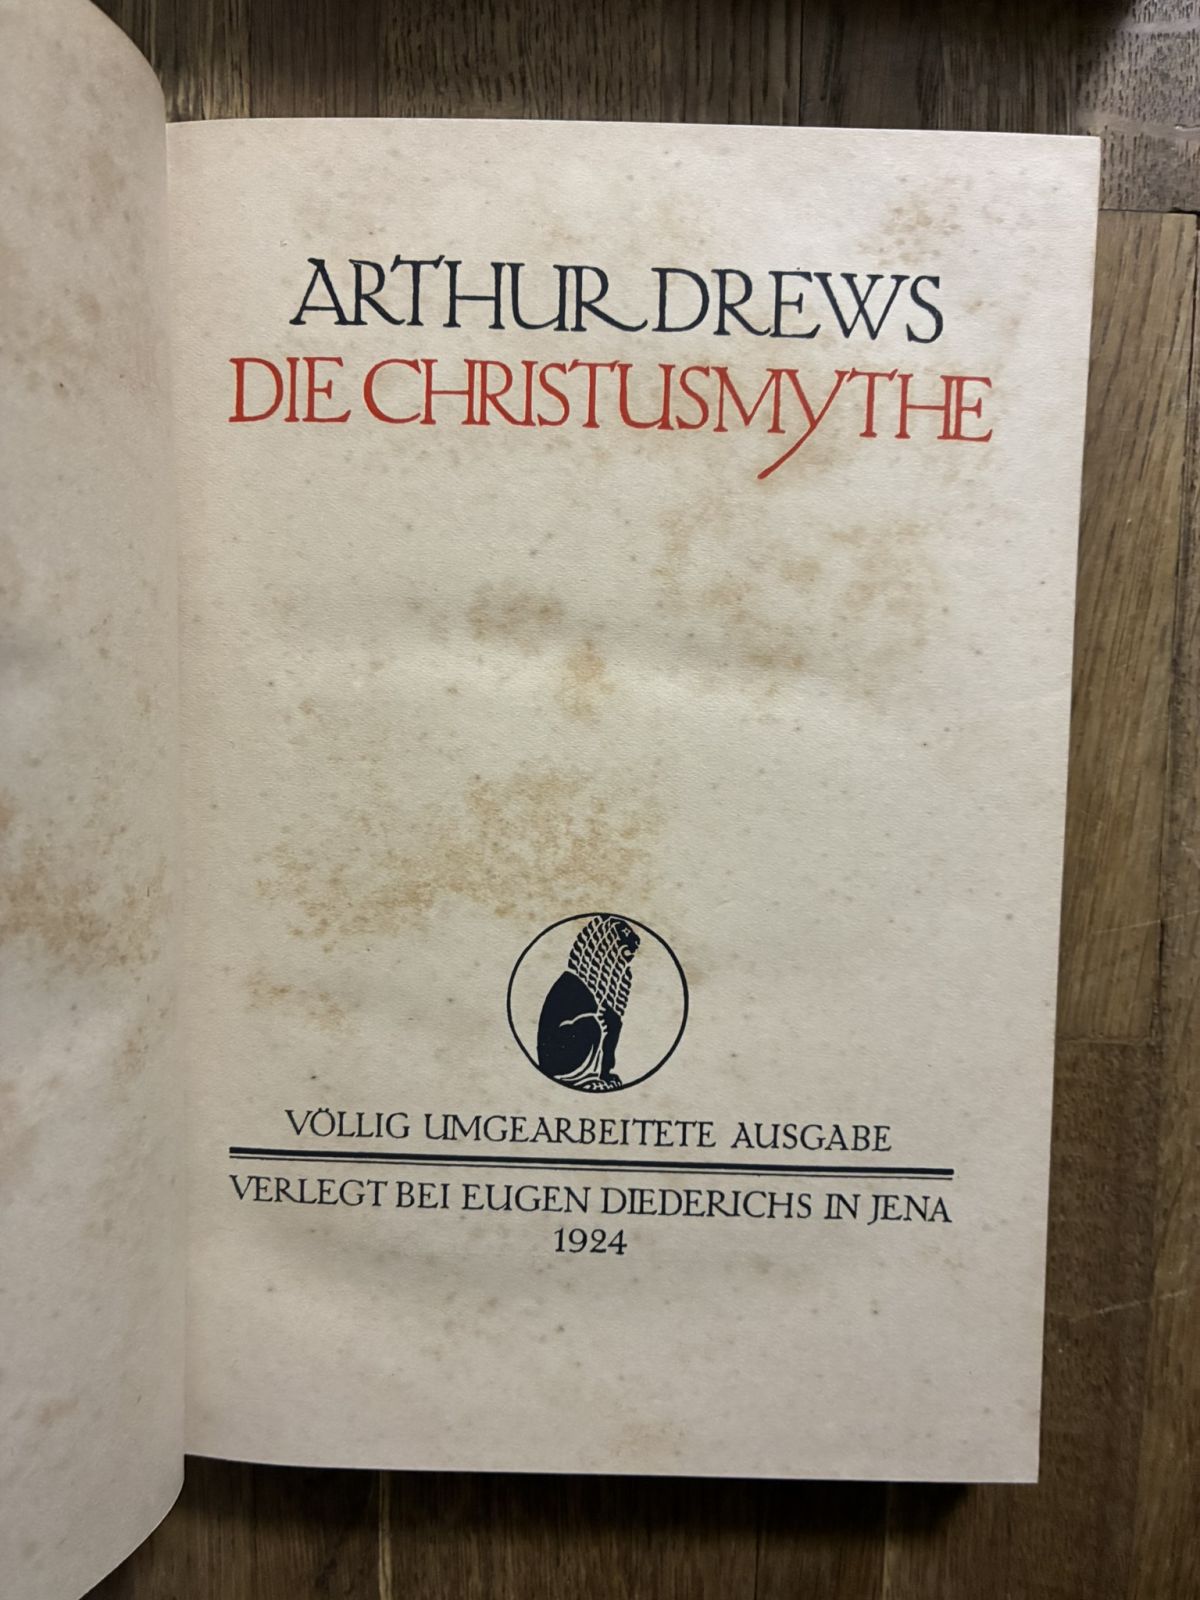 ARTHUR DREWS
DIE CHRISTUSMYTHE
VÖLLIG UMGEARBEITETE AUSGABE
VERLEGT BEI EUGEN DIEDERICHS IN JENA
1924